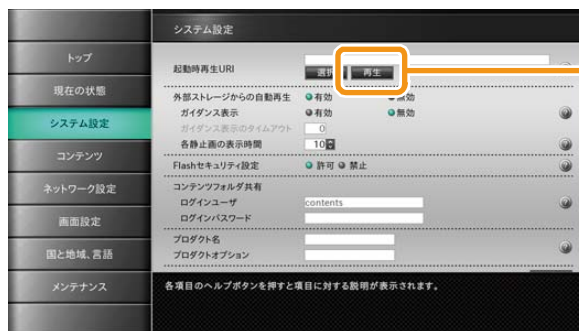 システム設定
トップ
現在の状態
システム設定
コンテンツ
ネットワーク設定
画面設定
国と地域、言語
メンテナンス
起動時再生URI
選択 再生
外部ストレージからの自動再生 有効 無効
ガイダンス表示 有効 無効
ガイダンス表示のタイムアウト 0
各静止画の表示時間 10
Flashセキュリティ設定 許可 禁止
コンテンツフォルダ共有
ログインユーザ contents
ログインパスワード
プロダクト名
プロダクトオプション
各項目のヘルプボタンを押すと項目に対する説明が表示されます。